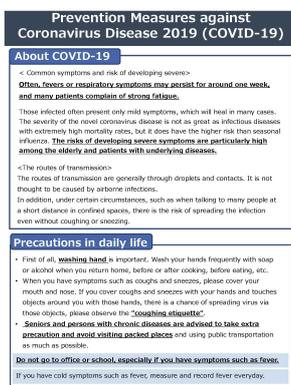 Prevention Measures against
Coronavirus Disease 2019 (COVID-19)
About COVID-19
< Common symptoms and risk of developing severe>
Often, fevers or respiratory symptoms may persist for around one week,
and many patients complain of strong fatigue.
Those infected often present only mild symptoms, which will heal in many cases.
The severity of the novel coronavirus disease is not as great as infectious diseases
with extremely high mortality rates, but it does have the higher risk than seasonal
influenza. The risks of developing severe symptoms are particularly high
among the elderly and patients with underlying diseases.
<The routes of transmission>
The routes of transmission are generally through droplets and contacts. It is not
thought to be caused by airborne infections.
In addition, under certain circumstances, such as when talking to many people at
a short distance in confined spaces, there is the risk of spreading the infection
even without coughing or sneezing.
Precautions in daily life
• First of all, washing hand is important. Wash your hands frequently with soap
or alcohol when you return home, before or after cooking, before eating, etc.
• When you have symptoms such as coughs and sneezes, please cover your
mouth and nose. If you cover coughs and sneezes with your hands and touches
objects around you with those hands, there is a chance of spreading virus via
those objects, please observe the "coughing etiquette".
• Seniors and persons with chronic diseases are advised to take extra
precaution and avoid visiting packed places and using public transportation
as much as possible.
Do not go to office or school, especially if you have symptoms such as fever.
If you have cold symptoms such as fever, measure and record fever everyday.